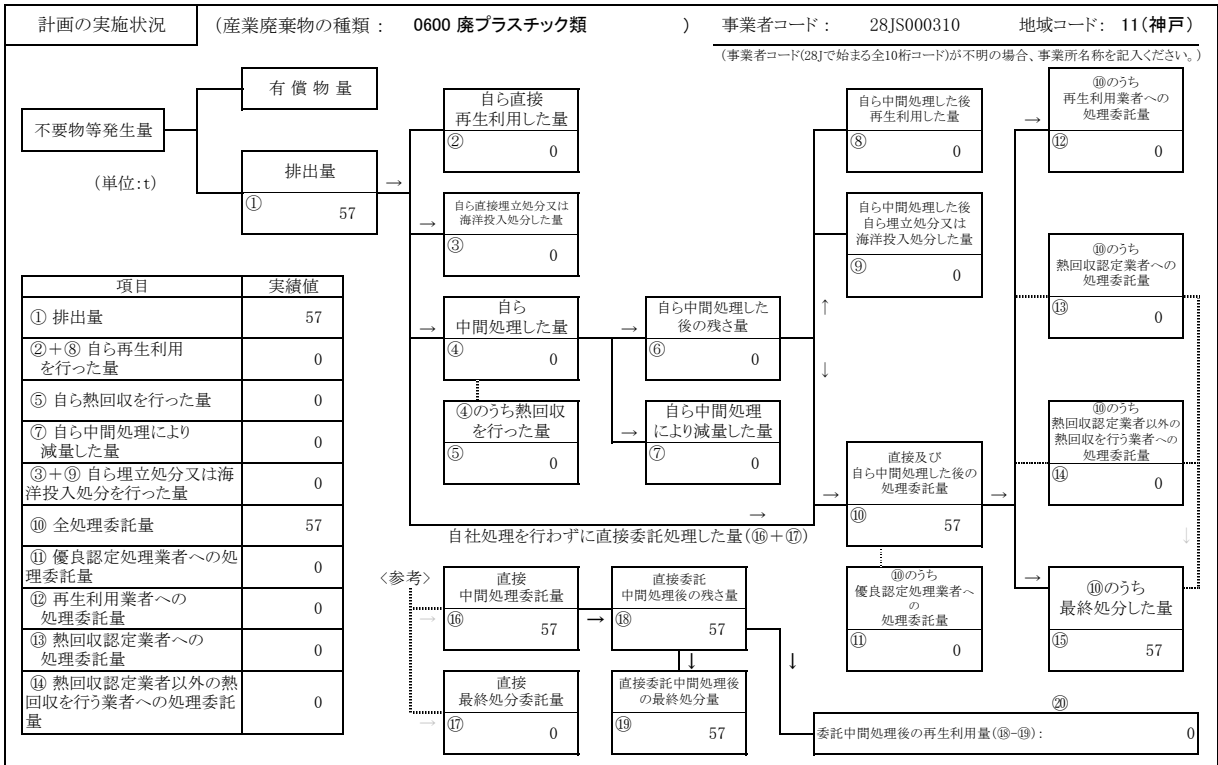 計画の実施状況
(産業廃棄物の種類： 0600 廃プラスチック類 )
事業者コード： 28JS000310
地域コード： 11(神戸)
(事業者コード(28Jで始まる全10桁コード)が不明の場合、事業所名称を記入ください。)
不要物等発生量
(単位:t)
有償物量
排出量
①
57
→
自ら直接
再生利用した量
②
0
→
自ら直接埋立処分又は
海洋投入処分した量
③
0
→
自ら
中間処理した量
④
0
④のうち熱回収
を行った量
⑤
0
→
自ら中間処理した
後の残さ量
⑥
0
→
自ら中間処理
により減量した量
⑦
0
自ら中間処理した後
再生利用した量
⑧
0
自ら中間処理した後
自ら埋立処分又は
海洋投入処分した量
⑨
0
↑
↓
→
→
直接及び
自ら中間処理した後の
処理委託量
⑩
57
→
⑩のうち
優良認定処理業者へ
の
処理委託量
⑪
0
→
⑩のうち
再生利用業者への
処理委託量
⑫
0
⑩のうち
熱回収認定業者への
処理委託量
⑬
0
⑩のうち
熱回収認定業者以外の
熱回収を行う業者への
処理委託量
⑭
0
↓
→
⑩のうち
最終処分した量
⑮
57
項目 実績値
① 排出量 57
②＋⑧ 自ら再生利用
を行った量 0
⑤ 自ら熱回収を行った量 0
⑦ 自ら中間処理により
減量した量 0
③＋⑨ 自ら埋立処分又は海
洋投入処分を行った量 0
⑩ 全処理委託量 57
⑪ 優良認定処理業者への処
理委託量 0
⑫ 再生利用業者への
処理委託量 0
⑬ 熱回収認定業者への
処理委託量 0
⑭ 熱回収認定業者以外の熱
回収を行う業者への処理委託
量 0
自社処理を行わずに直接委託処理した量(⑯＋⑰)
〈参考〉
→
直接
中間処理委託量
⑯
57
→
直接委託
中間処理後の残さ量
⑱
57
→
直接
最終処分委託量
⑰
0
↓
直接委託中間処理後
の最終処分量
⑲
57
↓
⑳
委託中間処理後の再生利用量(⑱-⑲)： 0